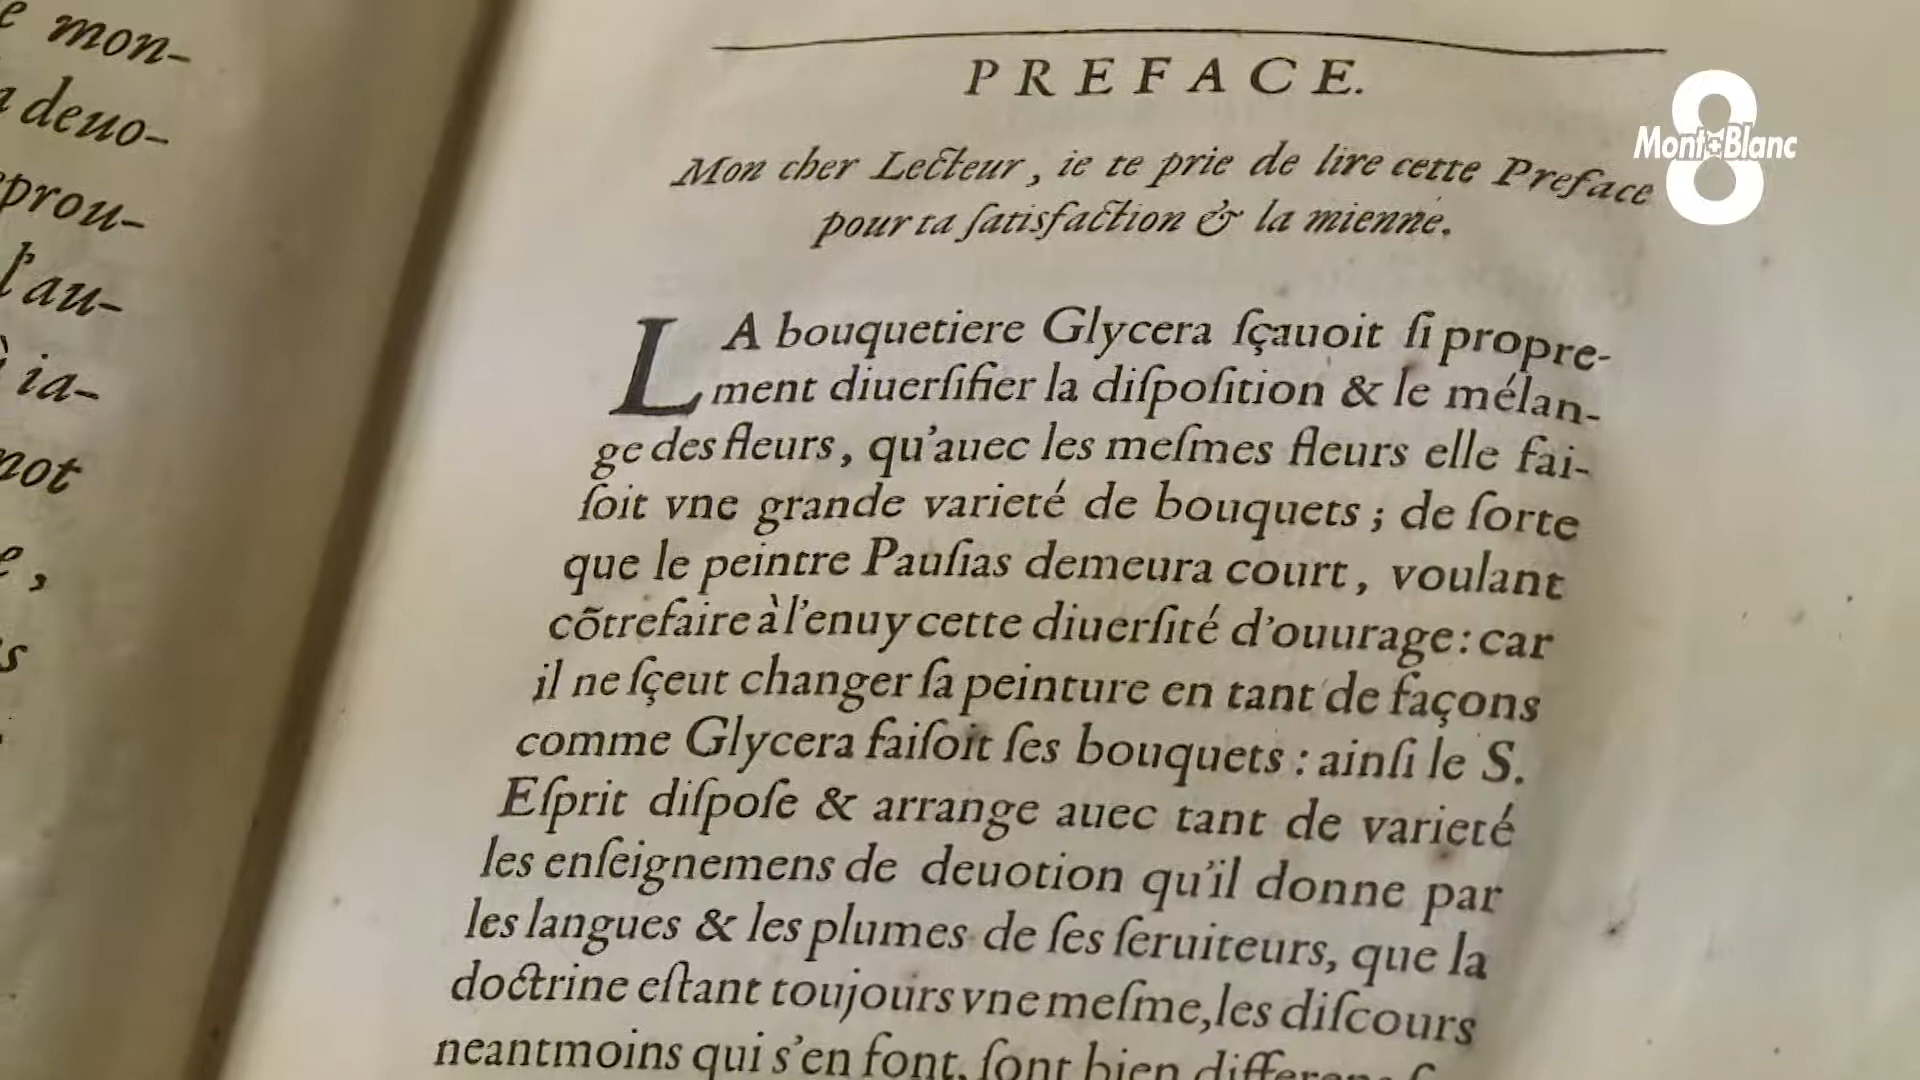 mon-
deuo-
prou-
l'au-
ia-
PREFACE.
Mon cher Lecteur, ie te prie de lire cette Preface
pour ta ſatisfaction & la mienne.
LA bouquetiere Glycera ſçauoit ſi propre-
ment diuerſifier la diſpoſition & le mélan-
ge des fleurs, qu'auec les meſmes fleurs elle fai-
ſoit vne grande varieté de bouquets ; de ſorte
que le peintre Pauſias demeura court, voulant
cõtrefaire à l'enuy cette diuerſité d'ouurage : car
il ne ſçeut changer ſa peinture en tant de façons
comme Glycera faiſoit ſes bouquets : ainſi le S.
Eſprit diſpoſe & arrange auec tant de varieté
les enſeignemens de deuotion qu'il donne par
les langues & les plumes de ſes ſeruiteurs, que la
doctrine eſtant toujours vne meſme, les diſcours
neantmoins qui s'en font, ſont bien
8
Mont Blanc